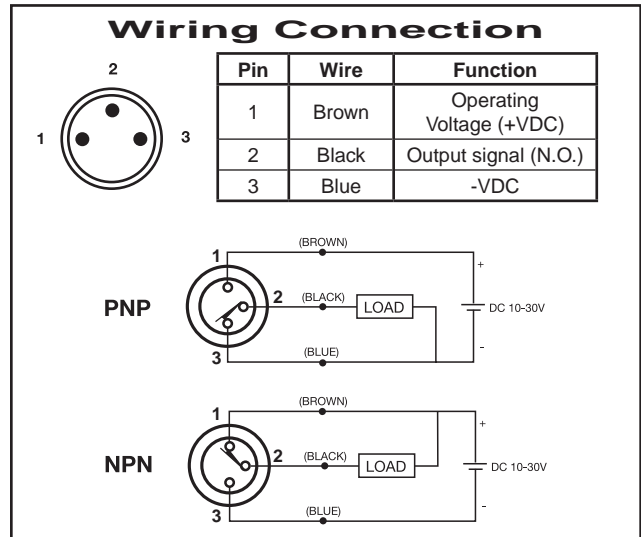 Wiring Connection
2
1
3
Pin Wire Function
1 Brown Operating
Voltage (+VDC)
2 Black Output signal (N.O.)
3 Blue -VDC
PNP
1
(BROWN)
+
2
(BLACK)
LOAD
DC 10-30V
-
3
(BLUE)
NPN
1
(BROWN)
+
2
(BLACK)
LOAD
DC 10-30V
-
3
(BLUE)